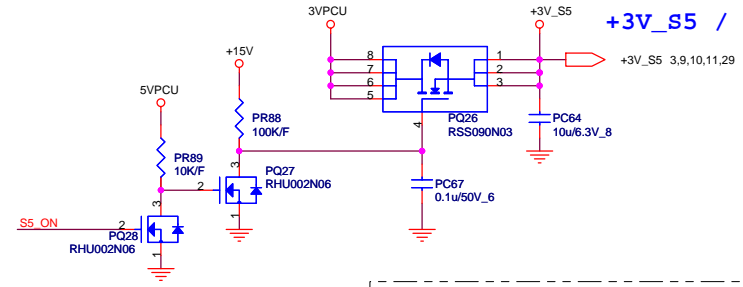 3VPCU
+3V_S5
+3V_S5 /
+15V
8
7
6
5
1
2
3
+3V_S5 3,9,10,11,29
5VPCU
PR88
100K/F
4
PQ26
RSS090N03
PC64
10u/6.3V_8
PR89
10K/F
3
PQ27
RHU002N06
2
1
PC67
0.1u/50V_6
3
S5_ON
2
PQ28
RHU002N06
1